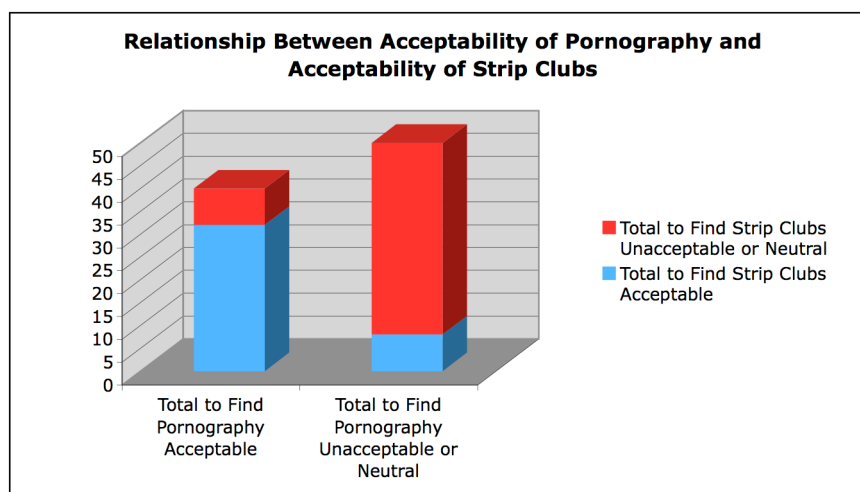 Relationship Between Acceptability of Pornography and
Acceptability of Strip Clubs
50
45
40
35
30
25
20
15
10
5
0
Total to Find
Pornography
Acceptable
Total to Find
Pornography
Unacceptable or
Neutral
Total to Find Strip Clubs
Unacceptable or Neutral
Total to Find Strip Clubs
Acceptable